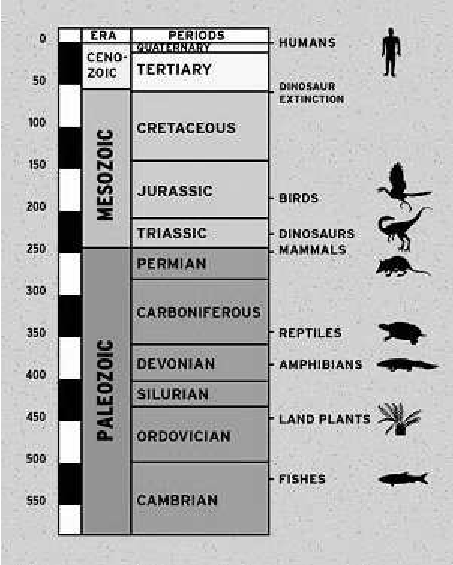 ERA PERIODS
0
QUATERNARY
HUMANS
CENO-
ZOIC
TERTIARY
50
DINOSAUR
EXTINCTION
100
CRETACEOUS
150
MESOZOIC
JURASSIC
BIRDS
200
TRIASSIC
DINOSAURS
250
MAMMALS
PERMIAN
300
CARBONIFEROUS
REPTILES
350
DEVONIAN
AMPHIBIANS
400
PALEOZOIC
SILURIAN
LAND PLANTS
450
ORDOVICIAN
500
FISHES
CAMBRIAN
550